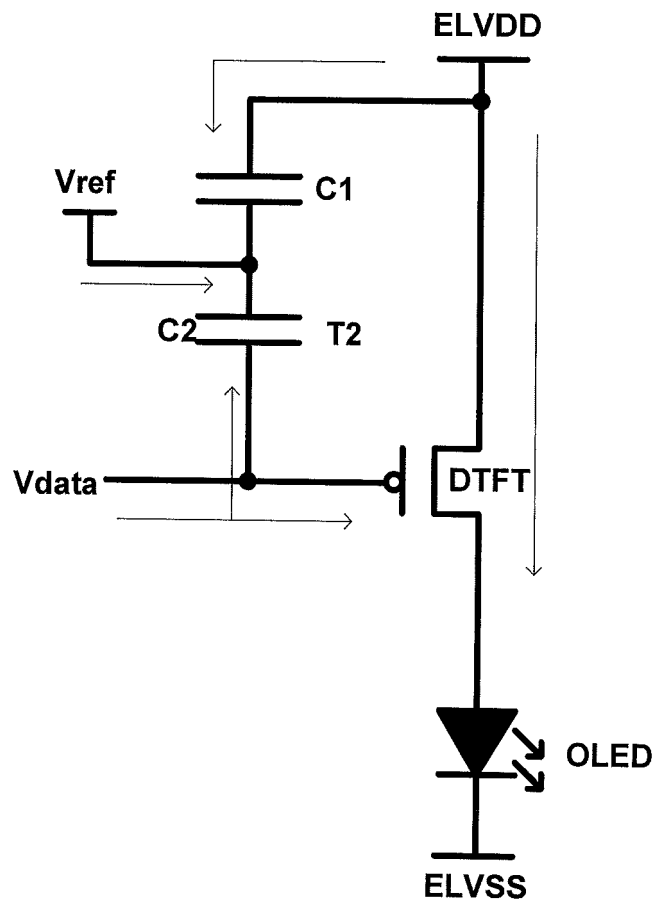 ELVDD
Vref
C1
C2 T2
Vdata
DTFT
OLED
ELVSS